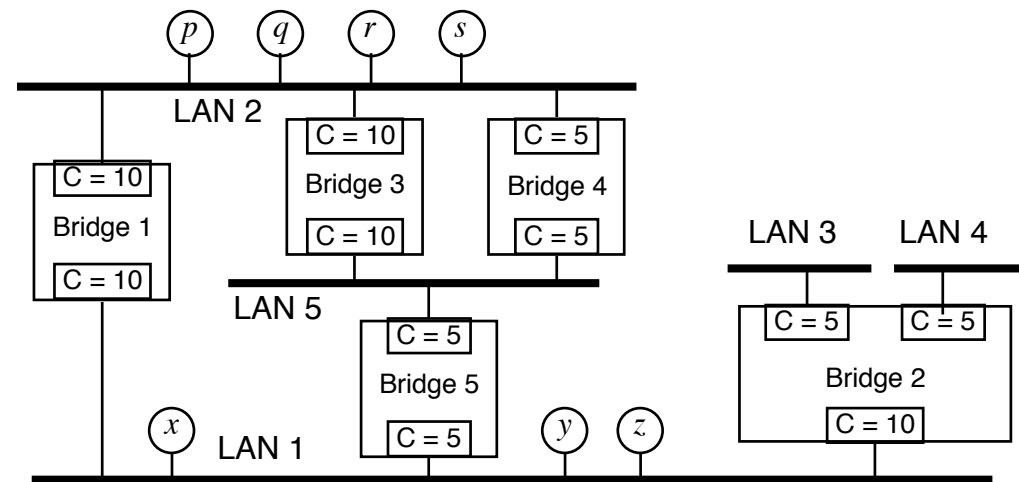 p q r s
LAN 2
C = 10 C = 10 C = 5
Bridge 1 Bridge 3 Bridge 4
C = 10 C = 10 C = 5
LAN 3 LAN 4
LAN 5
C = 5 C = 5 C = 5
Bridge 5 Bridge 2
C = 5 C = 10
x LAN 1 y z